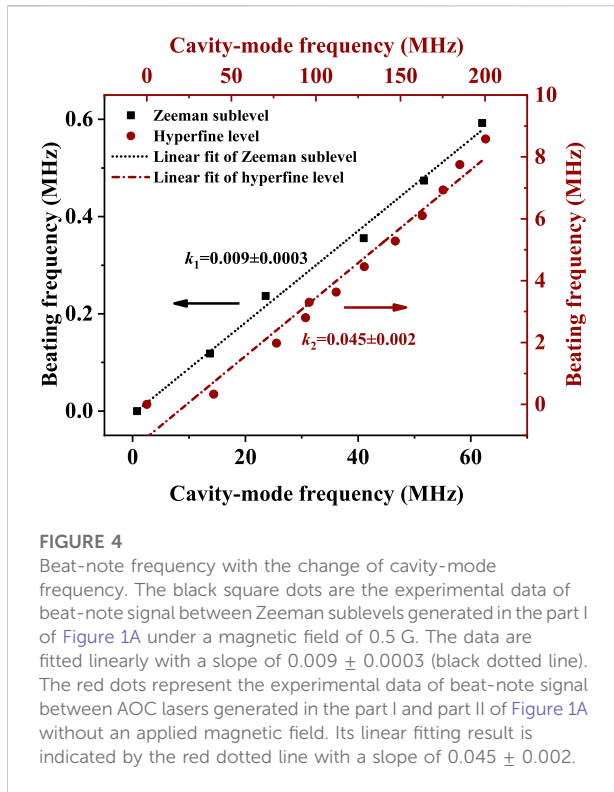 Cavity-mode frequency (MHz)
0 50 100 150 200
Zeeman sublevel
Hyperfine level
Linear fit of Zeeman sublevel
Linear fit of hyperfine level
Beating frequency (MHz)
0.6
0.4
0.2
0.0
k1=0.009±0.0003
k2=0.045±0.002
10
8
6
4
2
0
Beating frequency (MHz)
0 20 40 60
Cavity-mode frequency (MHz)
FIGURE 4
Beat-note frequency with the change of cavity-mode
frequency. The black square dots are the experimental data of
beat-note signal between Zeeman sublevels generated in the part I
of Figure 1A under a magnetic field of 0.5 G. The data are
fitted linearly with a slope of 0.009 ± 0.0003 (black dotted line).
The red dots represent the experimental data of beat-note signal
between AOC lasers generated in the part I and part II of Figure 1A
without an applied magnetic field. Its linear fitting result is
indicated by the red dotted line with a slope of 0.045 ± 0.002.